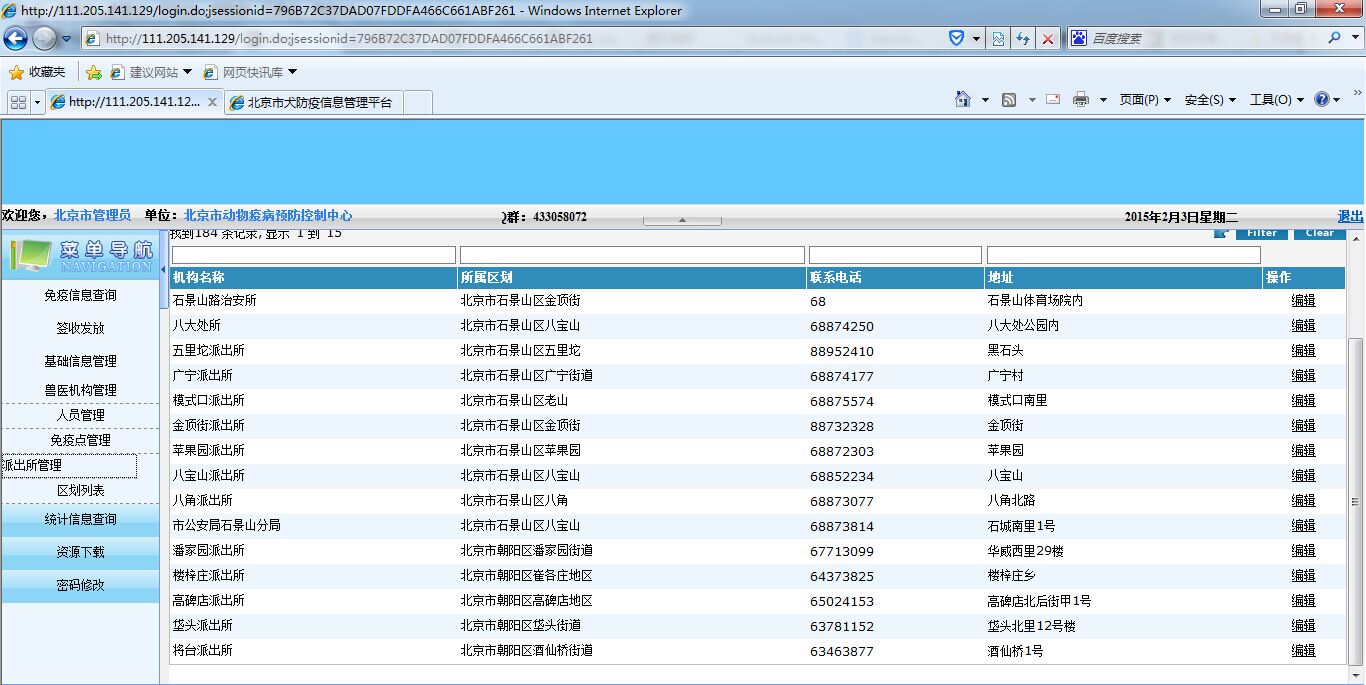 http://111.205.141.129/login.do;jsessionid=796B72C37DAD07FDDFA466C661ABF261 - Windows Internet Explorer
http://111.205.141.129/login.do;jsessionid=796B72C37DAD07FDDFA466C661ABF261 百度搜索
收藏夹 建议网站 网页快讯库
http://111.205.141.12... 北京市犬防疫信息管理平台 页面(P) 安全(S) 工具(O)
欢迎您，北京市管理员 单位：北京市动物疫病预防控制中心 Q群：433058072 2015年2月3日星期二 退出
菜单导航
NAVIGATION
免疫信息查询
签收发放
基础信息管理
兽医机构管理
人员管理
免疫点管理
派出所管理
区划列表
统计信息查询
资源下载
密码修改
找到184 条记录,显示 1 到 15 Filter Clear
机构名称 所属区划 联系电话 地址 操作
石景山路治安所 北京市石景山区金顶街 68 石景山体育场院内 编辑
八大处所 北京市石景山区八宝山 68874250 八大处公园内 编辑
五里坨派出所 北京市石景山区五里坨 88952410 黑石头 编辑
广宁派出所 北京市石景山区广宁街道 68874177 广宁村 编辑
模式口派出所 北京市石景山区老山 68875574 模式口南里 编辑
金顶街派出所 北京市石景山区金顶街 88732328 金顶街 编辑
苹果园派出所 北京市石景山区苹果园 68872303 苹果园 编辑
八宝山派出所 北京市石景山区八宝山 68852234 八宝山 编辑
八角派出所 北京市石景山区八角 68873077 八角北路 编辑
市公安局石景山分局 北京市石景山区八宝山 68873814 石城南里1号 编辑
潘家园派出所 北京市朝阳区潘家园街道 67713099 华威西里29楼 编辑
楼梓庄派出所 北京市朝阳区崔各庄地区 64373825 楼梓庄乡 编辑
高碑店派出所 北京市朝阳区高碑店地区 65024153 高碑店北后街甲1号 编辑
垡头派出所 北京市朝阳区垡头街道 63781152 垡头北里12号楼 编辑
将台派出所 北京市朝阳区酒仙桥街道 63463877 酒仙桥1号 编辑